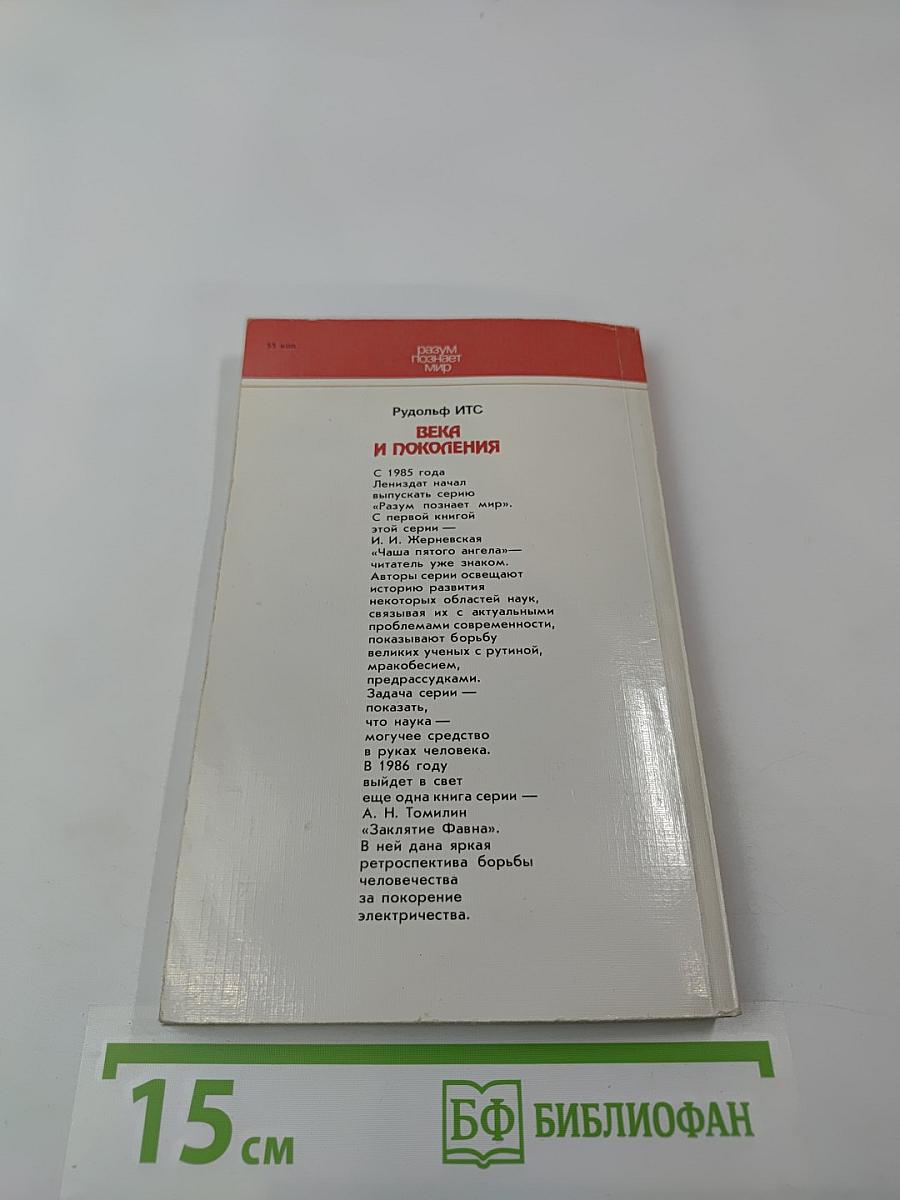 55 коп.
разум
познает
мир
Рудольф ИТС
ВЕКА
И ПОКОЛЕНИЯ
С 1985 года
Лениздат начал
выпускать серию
«Разум познает мир».
С первой книгой
этой серии —
И. И. Жерневская
«Чаша пятого ангела»—
читатель уже знаком.
Авторы серии освещают
историю развития
некоторых областей наук,
связывая их с актуальными
проблемами современности,
показывают борьбу
великих ученых с рутиной,
мракобесием,
предрассудками.
Задача серии —
показать,
что наука —
могучее средство
в руках человека.
В 1986 году
выйдет в свет
еще одна книга серии —
А. Н. Томилин
«Заклятие Фавна».
В ней дана яркая
ретроспектива борьбы
человечества
за покорение
электричества.
15 см
БФ БИБЛИОФАН